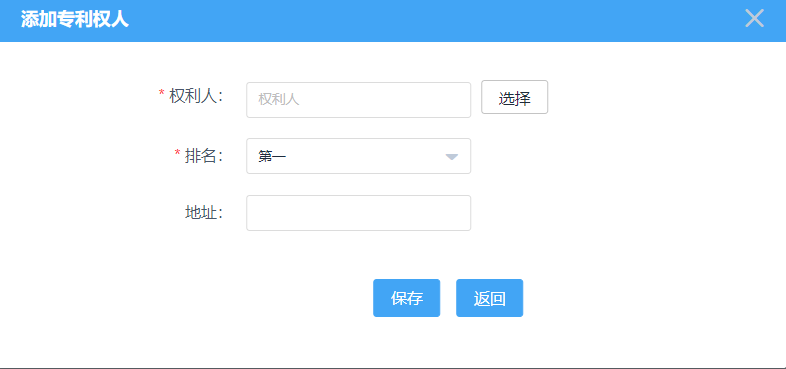 添加专利权人
* 权利人： 权利人 选择
* 排名： 第一
地址：
保存 返回